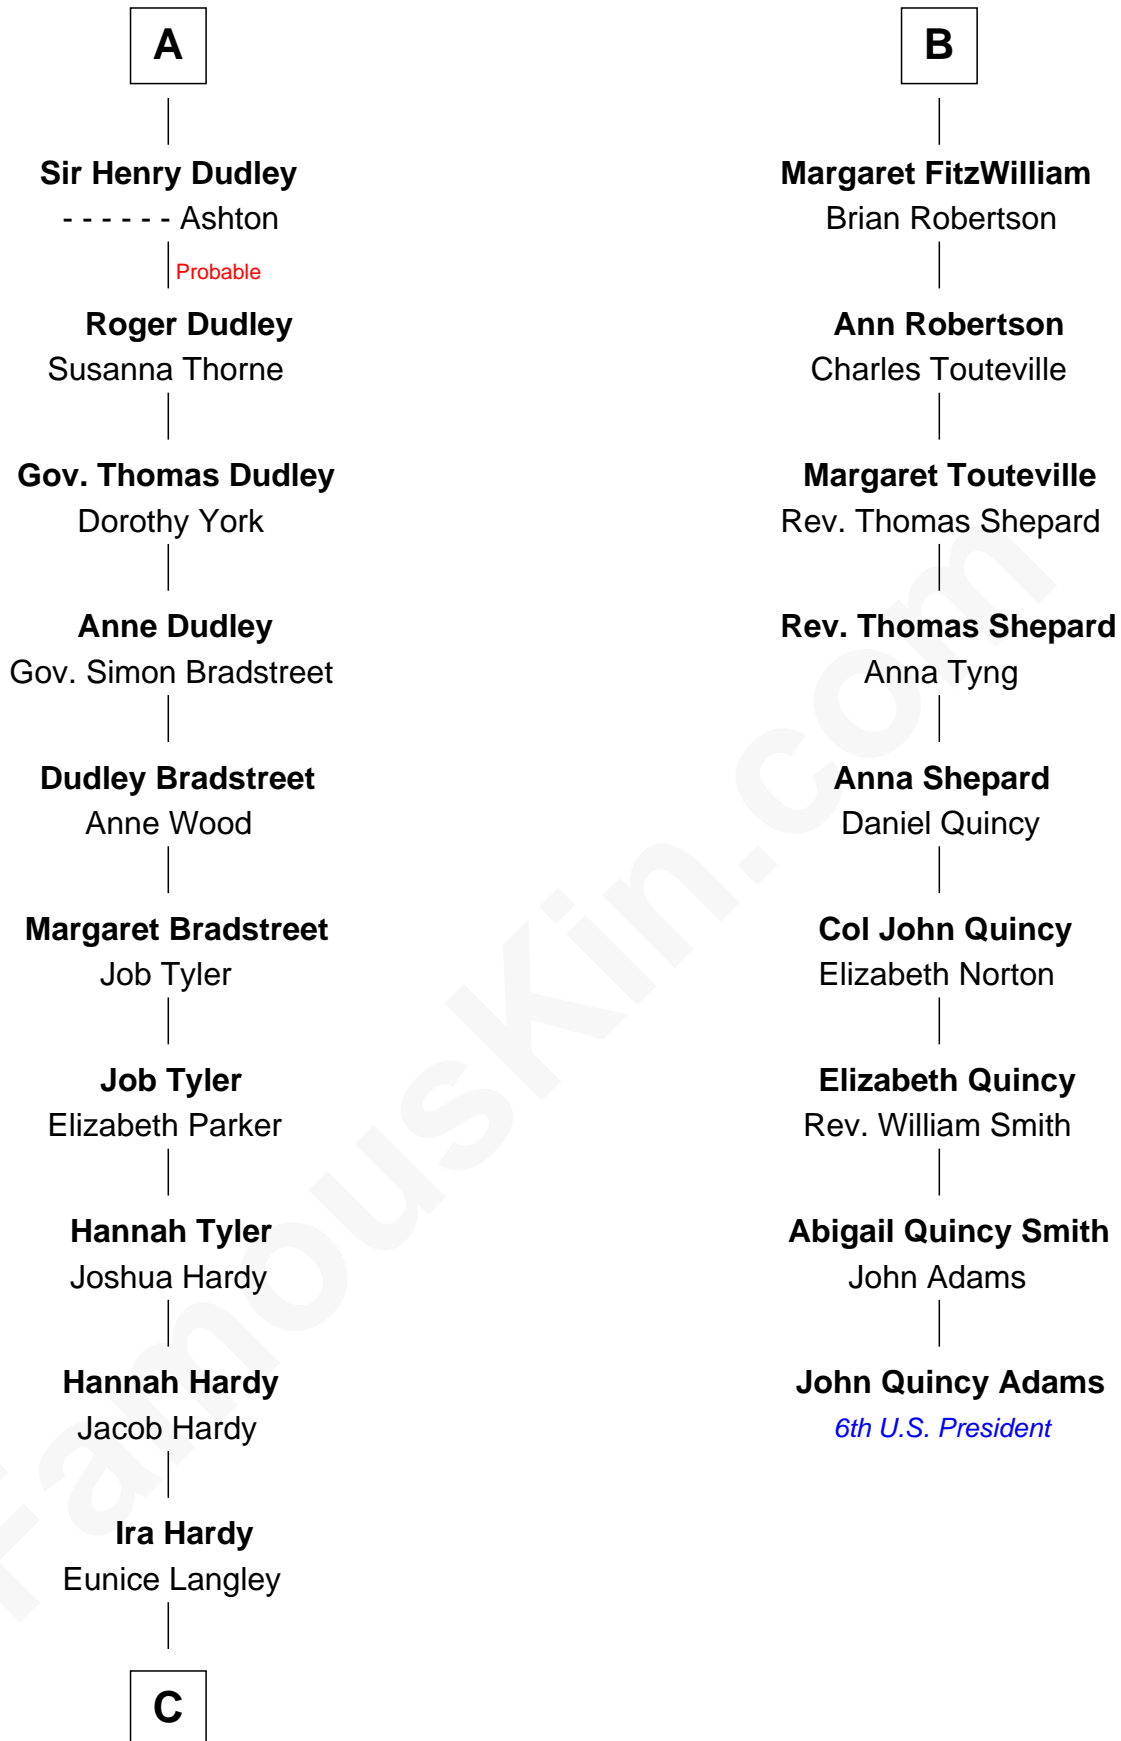 A
Sir Henry Dudley
- - - - - - Ashton
Probable
Roger Dudley
Susanna Thorne
Gov. Thomas Dudley
Dorothy York
Anne Dudley
Gov. Simon Bradstreet
Dudley Bradstreet
Anne Wood
Margaret Bradstreet
Job Tyler
Job Tyler
Elizabeth Parker
Hannah Tyler
Joshua Hardy
Hannah Hardy
Jacob Hardy
Ira Hardy
Eunice Langley
C
B
Margaret FitzWilliam
Brian Robertson
Ann Robertson
Charles Touteville
Margaret Touteville
Rev. Thomas Shepard
Rev. Thomas Shepard
Anna Tyng
Anna Shepard
Daniel Quincy
Col John Quincy
Elizabeth Norton
Elizabeth Quincy
Rev. William Smith
Abigail Quincy Smith
John Adams
John Quincy Adams
6th U.S. President
FamousKin.com